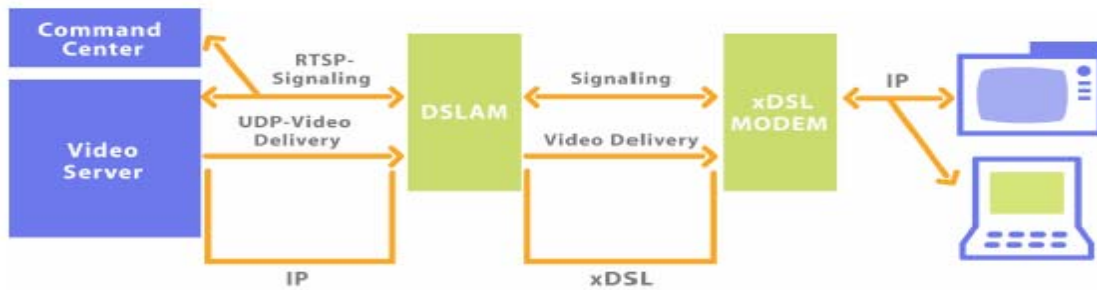 Command
Center
Video
Server
RTSP-
Signaling
UDP-Video
Delivery
IP
DSLAM
Signaling
Video Delivery
xDSL
xDSL
MODEM
IP